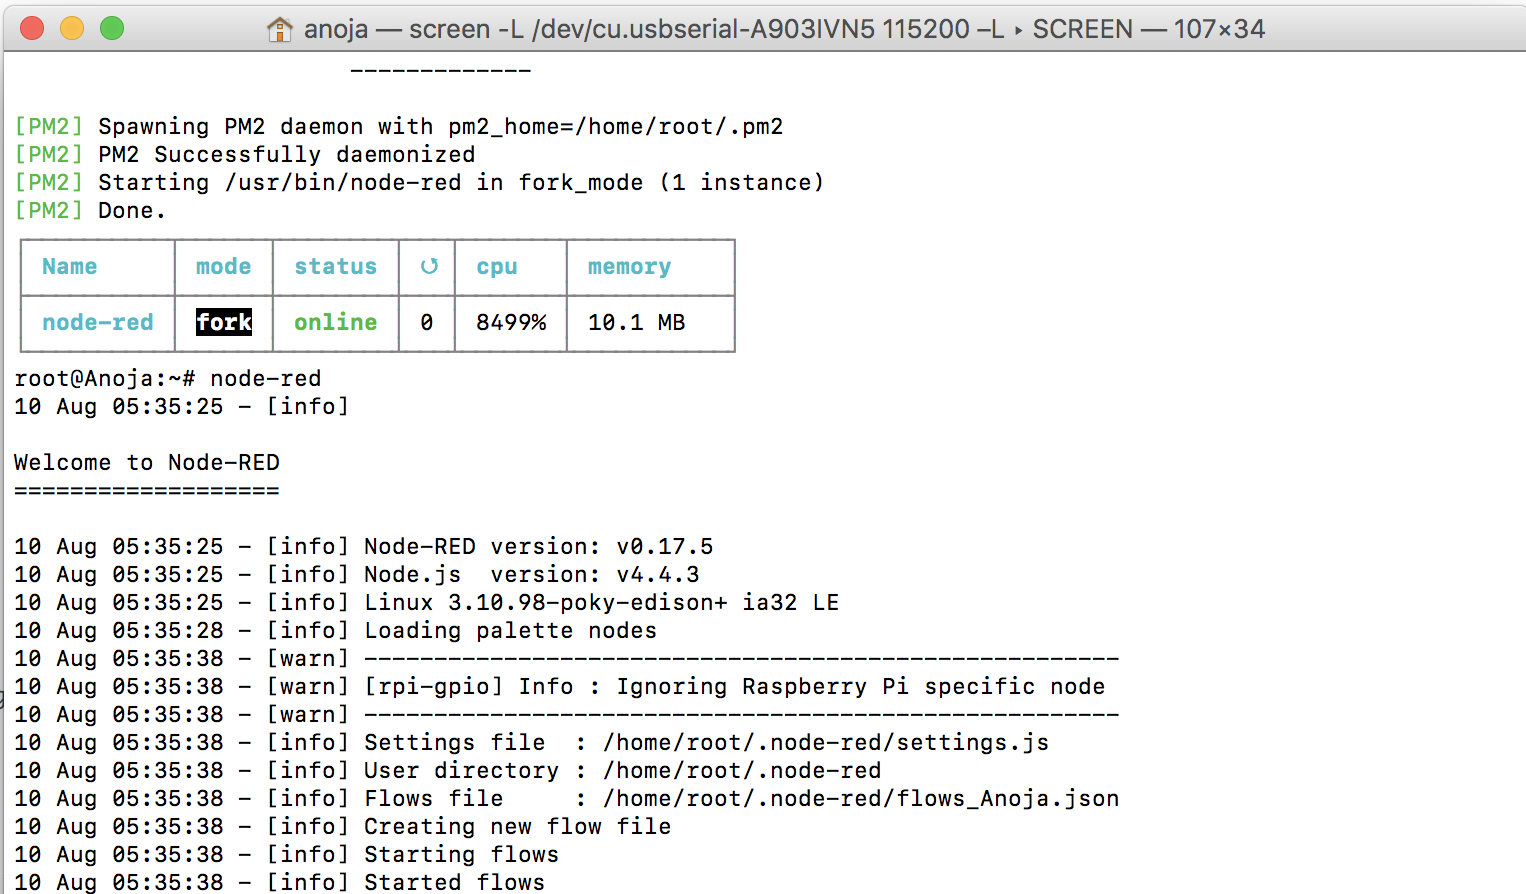 anoja — screen -L /dev/cu.usbserial-A903IVN5 115200 –L ▸ SCREEN — 107×34
-------------
[PM2] Spawning PM2 daemon with pm2_home=/home/root/.pm2
[PM2] PM2 Successfully daemonized
[PM2] Starting /usr/bin/node-red in fork_mode (1 instance)
[PM2] Done.
Name mode status ↺ cpu memory
node-red fork online 0 8499% 10.1 MB
root@Anoja:~# node-red
10 Aug 05:35:25 - [info]
Welcome to Node-RED
===================
10 Aug 05:35:25 - [info] Node-RED version: v0.17.5
10 Aug 05:35:25 - [info] Node.js  version: v4.4.3
10 Aug 05:35:25 - [info] Linux 3.10.98-poky-edison+ ia32 LE
10 Aug 05:35:28 - [info] Loading palette nodes
10 Aug 05:35:38 - [warn] ------------------------------------------------------
10 Aug 05:35:38 - [warn] [rpi-gpio] Info : Ignoring Raspberry Pi specific node
10 Aug 05:35:38 - [warn] ------------------------------------------------------
10 Aug 05:35:38 - [info] Settings file  : /home/root/.node-red/settings.js
10 Aug 05:35:38 - [info] User directory : /home/root/.node-red
10 Aug 05:35:38 - [info] Flows file     : /home/root/.node-red/flows_Anoja.json
10 Aug 05:35:38 - [info] Creating new flow file
10 Aug 05:35:38 - [info] Starting flows
10 Aug 05:35:38 - [info] Started flows